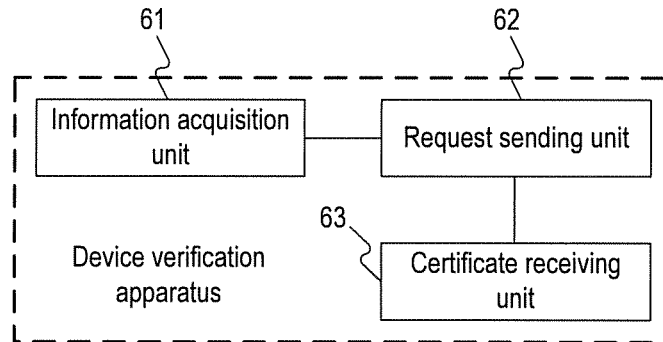 61
62
Information acquisition
unit
Request sending unit
63
Device verification
apparatus
Certificate receiving
unit